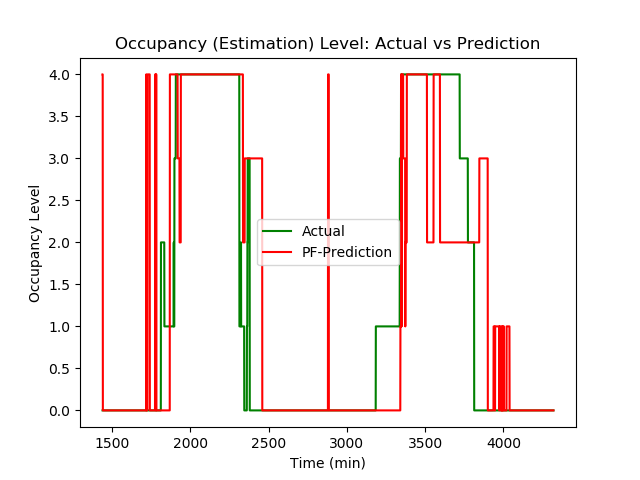 Occupancy (Estimation) Level: Actual vs Prediction
4.0
3.5
3.0
2.5
2.0
1.5
1.0
0.5
0.0
Occupancy Level
Actual
PF-Prediction
1500 2000 2500 3000 3500 4000
Time (min)